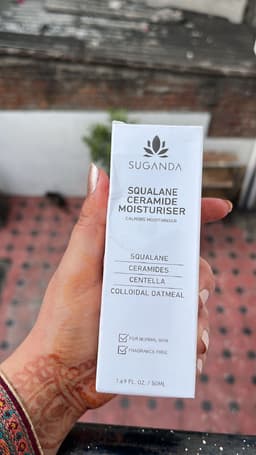 SUGANDA
SQUALANE
CERAMIDE
MOISTURISER
CALMING MOISTURISER
SQUALANE
CERAMIDES
CENTELLA
COLLOIDAL OATMEAL
FOR NORMAL SKIN
FRAGRANCE FREE
1.69 FL. OZ. / 50ML